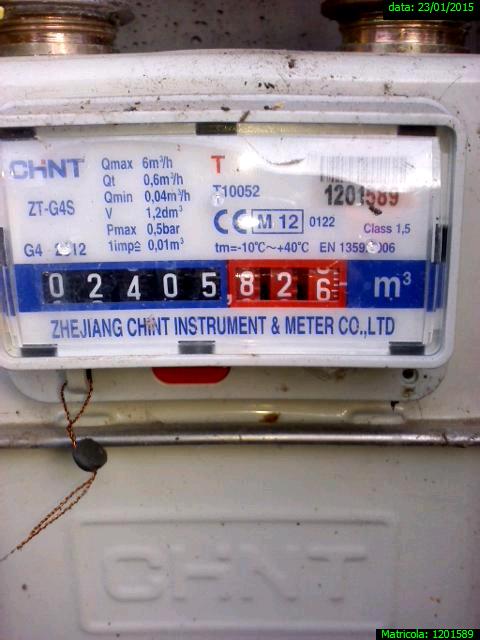 data: 23/01/2015
CHNT
ZT-G4S
Qmax 6m³/h
Qt 0,6m³/h
Qmin 0,04m³/h
V 1,2dm³
Pmax 0,5bar
1imp≙ 0,01m³
T
T10052
1201589
CE M 12 0122
Class 1,5
tm=-10°C~+40°C
02405,826 m³
ZHEJIANG CHINT INSTRUMENT & METER CO.,LTD
CHNT
Matricola: 1201589